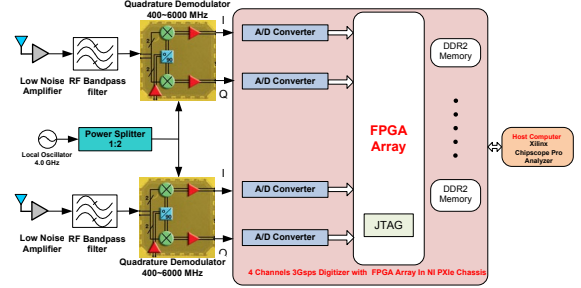 Quadrature Demodulator
400~6000 MHz
I
A/D Converter
DDR2
Memory
Low Noise
Amplifier
RF Bandpass
filter
0
90
Q
A/D Converter
FPGA
Array
Power Splitter
1:2
Local Oscillator
4.0 GHz
Host Computer
Xilinx
Chipscope Pro
Analyzer
I
A/D Converter
DDR2
Memory
JTAG
Low Noise
Amplifier
RF Bandpass
filter
Q
A/D Converter
Quadrature Demodulator
400~6000 MHz
4 Channels 3Gsps Digitizer with FPGA Array In NI PXIe Chassis